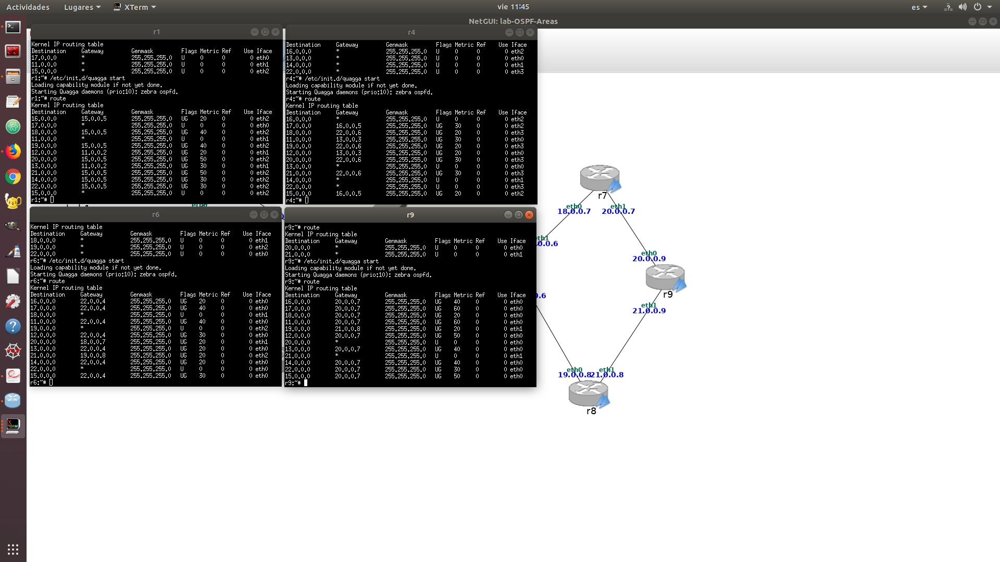 Actividades Lugares XTerm vie 11:45 es
NetGUI: lab-OSPF-Areas
r1
Kernel IP routing table
Destination Gateway Genmask Flags Metric Ref Use Iface
17.0.0.0 * 255.255.255.0 U 0 0 0 eth0
11.0.0.0 * 255.255.255.0 U 0 0 0 eth1
15.0.0.0 * 255.255.255.0 U 0 0 0 eth2
r1:~# /etc/init.d/quagga start
Loading capability module if not yet done.
Starting Quagga daemons (prio:10): zebra ospfd.
r1:~# route
Kernel IP routing table
Destination Gateway Genmask Flags Metric Ref Use Iface
16.0.0.0 15.0.0.5 255.255.255.0 UG 20 0 0 eth2
17.0.0.0 * 255.255.255.0 U 0 0 0 eth0
18.0.0.0 15.0.0.5 255.255.255.0 UG 40 0 0 eth2
11.0.0.0 * 255.255.255.0 U 0 0 0 eth1
19.0.0.0 15.0.0.5 255.255.255.0 UG 40 0 0 eth2
12.0.0.0 11.0.0.2 255.255.255.0 UG 20 0 0 eth1
20.0.0.0 15.0.0.5 255.255.255.0 UG 50 0 0 eth2
13.0.0.0 11.0.0.2 255.255.255.0 UG 30 0 0 eth1
21.0.0.0 15.0.0.5 255.255.255.0 UG 50 0 0 eth2
14.0.0.0 15.0.0.5 255.255.255.0 UG 30 0 0 eth2
22.0.0.0 15.0.0.5 255.255.255.0 UG 30 0 0 eth2
15.0.0.0 * 255.255.255.0 U 0 0 0 eth2
r1:~#
r4
Destination Gateway Genmask Flags Metric Ref Use Iface
16.0.0.0 * 255.255.255.0 U 0 0 0 eth2
13.0.0.0 * 255.255.255.0 U 0 0 0 eth0
14.0.0.0 * 255.255.255.0 U 0 0 0 eth1
22.0.0.0 * 255.255.255.0 U 0 0 0 eth3
r4:~# /etc/init.d/quagga start
Loading capability module if not yet done.
Starting Quagga daemons (prio:10): zebra ospfd.
r4:~# route
Kernel IP routing table
Destination Gateway Genmask Flags Metric Ref Use Iface
16.0.0.0 * 255.255.255.0 U 0 0 0 eth2
17.0.0.0 16.0.0.5 255.255.255.0 UG 30 0 0 eth2
18.0.0.0 22.0.0.6 255.255.255.0 UG 20 0 0 eth3
11.0.0.0 13.0.0.3 255.255.255.0 UG 30 0 0 eth0
19.0.0.0 22.0.0.6 255.255.255.0 UG 20 0 0 eth3
12.0.0.0 13.0.0.3 255.255.255.0 UG 20 0 0 eth0
20.0.0.0 22.0.0.6 255.255.255.0 UG 30 0 0 eth3
13.0.0.0 * 255.255.255.0 U 0 0 0 eth0
21.0.0.0 22.0.0.6 255.255.255.0 UG 30 0 0 eth3
14.0.0.0 * 255.255.255.0 U 0 0 0 eth1
22.0.0.0 * 255.255.255.0 U 0 0 0 eth3
15.0.0.0 16.0.0.5 255.255.255.0 UG 20 0 0 eth2
r4:~#
r6
Kernel IP routing table
Destination Gateway Genmask Flags Metric Ref Use Iface
18.0.0.0 * 255.255.255.0 U 0 0 0 eth1
19.0.0.0 * 255.255.255.0 U 0 0 0 eth2
22.0.0.0 * 255.255.255.0 U 0 0 0 eth0
r6:~# /etc/init.d/quagga start
Loading capability module if not yet done.
Starting Quagga daemons (prio:10): zebra ospfd.
r6:~# route
Kernel IP routing table
Destination Gateway Genmask Flags Metric Ref Use Iface
16.0.0.0 22.0.0.4 255.255.255.0 UG 20 0 0 eth0
17.0.0.0 22.0.0.4 255.255.255.0 UG 40 0 0 eth0
18.0.0.0 * 255.255.255.0 U 0 0 0 eth1
11.0.0.0 22.0.0.4 255.255.255.0 UG 40 0 0 eth0
19.0.0.0 * 255.255.255.0 U 0 0 0 eth2
12.0.0.0 22.0.0.4 255.255.255.0 UG 30 0 0 eth0
20.0.0.0 18.0.0.7 255.255.255.0 UG 20 0 0 eth1
13.0.0.0 22.0.0.4 255.255.255.0 UG 20 0 0 eth0
21.0.0.0 19.0.0.8 255.255.255.0 UG 20 0 0 eth2
14.0.0.0 22.0.0.4 255.255.255.0 UG 20 0 0 eth0
22.0.0.0 * 255.255.255.0 U 0 0 0 eth0
15.0.0.0 22.0.0.4 255.255.255.0 UG 30 0 0 eth0
r6:~#
r9
r9:~# route
Kernel IP routing table
Destination Gateway Genmask Flags Metric Ref Use Iface
20.0.0.0 * 255.255.255.0 U 0 0 0 eth0
21.0.0.0 * 255.255.255.0 U 0 0 0 eth1
r9:~# /etc/init.d/quagga start
Loading capability module if not yet done.
Starting Quagga daemons (prio:10): zebra ospfd.
r9:~# route
Kernel IP routing table
Destination Gateway Genmask Flags Metric Ref Use Iface
16.0.0.0 20.0.0.7 255.255.255.0 UG 40 0 0 eth0
17.0.0.0 20.0.0.7 255.255.255.0 UG 60 0 0 eth0
18.0.0.0 20.0.0.7 255.255.255.0 UG 20 0 0 eth0
11.0.0.0 20.0.0.7 255.255.255.0 UG 60 0 0 eth0
19.0.0.0 21.0.0.8 255.255.255.0 UG 20 0 0 eth1
12.0.0.0 20.0.0.7 255.255.255.0 UG 50 0 0 eth0
20.0.0.0 * 255.255.255.0 U 0 0 0 eth0
13.0.0.0 20.0.0.7 255.255.255.0 UG 40 0 0 eth0
21.0.0.0 * 255.255.255.0 U 0 0 0 eth1
14.0.0.0 20.0.0.7 255.255.255.0 UG 40 0 0 eth0
22.0.0.0 20.0.0.7 255.255.255.0 UG 30 0 0 eth0
15.0.0.0 20.0.0.7 255.255.255.0 UG 50 0 0 eth0
r9:~#
r7
eth0 eth1
18.0.0.7 20.0.0.7
eth1
0.0.6
eth0
20.0.0.9
r9
.6
eth1
21.0.0.9
eth0 eth1
19.0.0.8 21.0.0.8
r8
XTERM